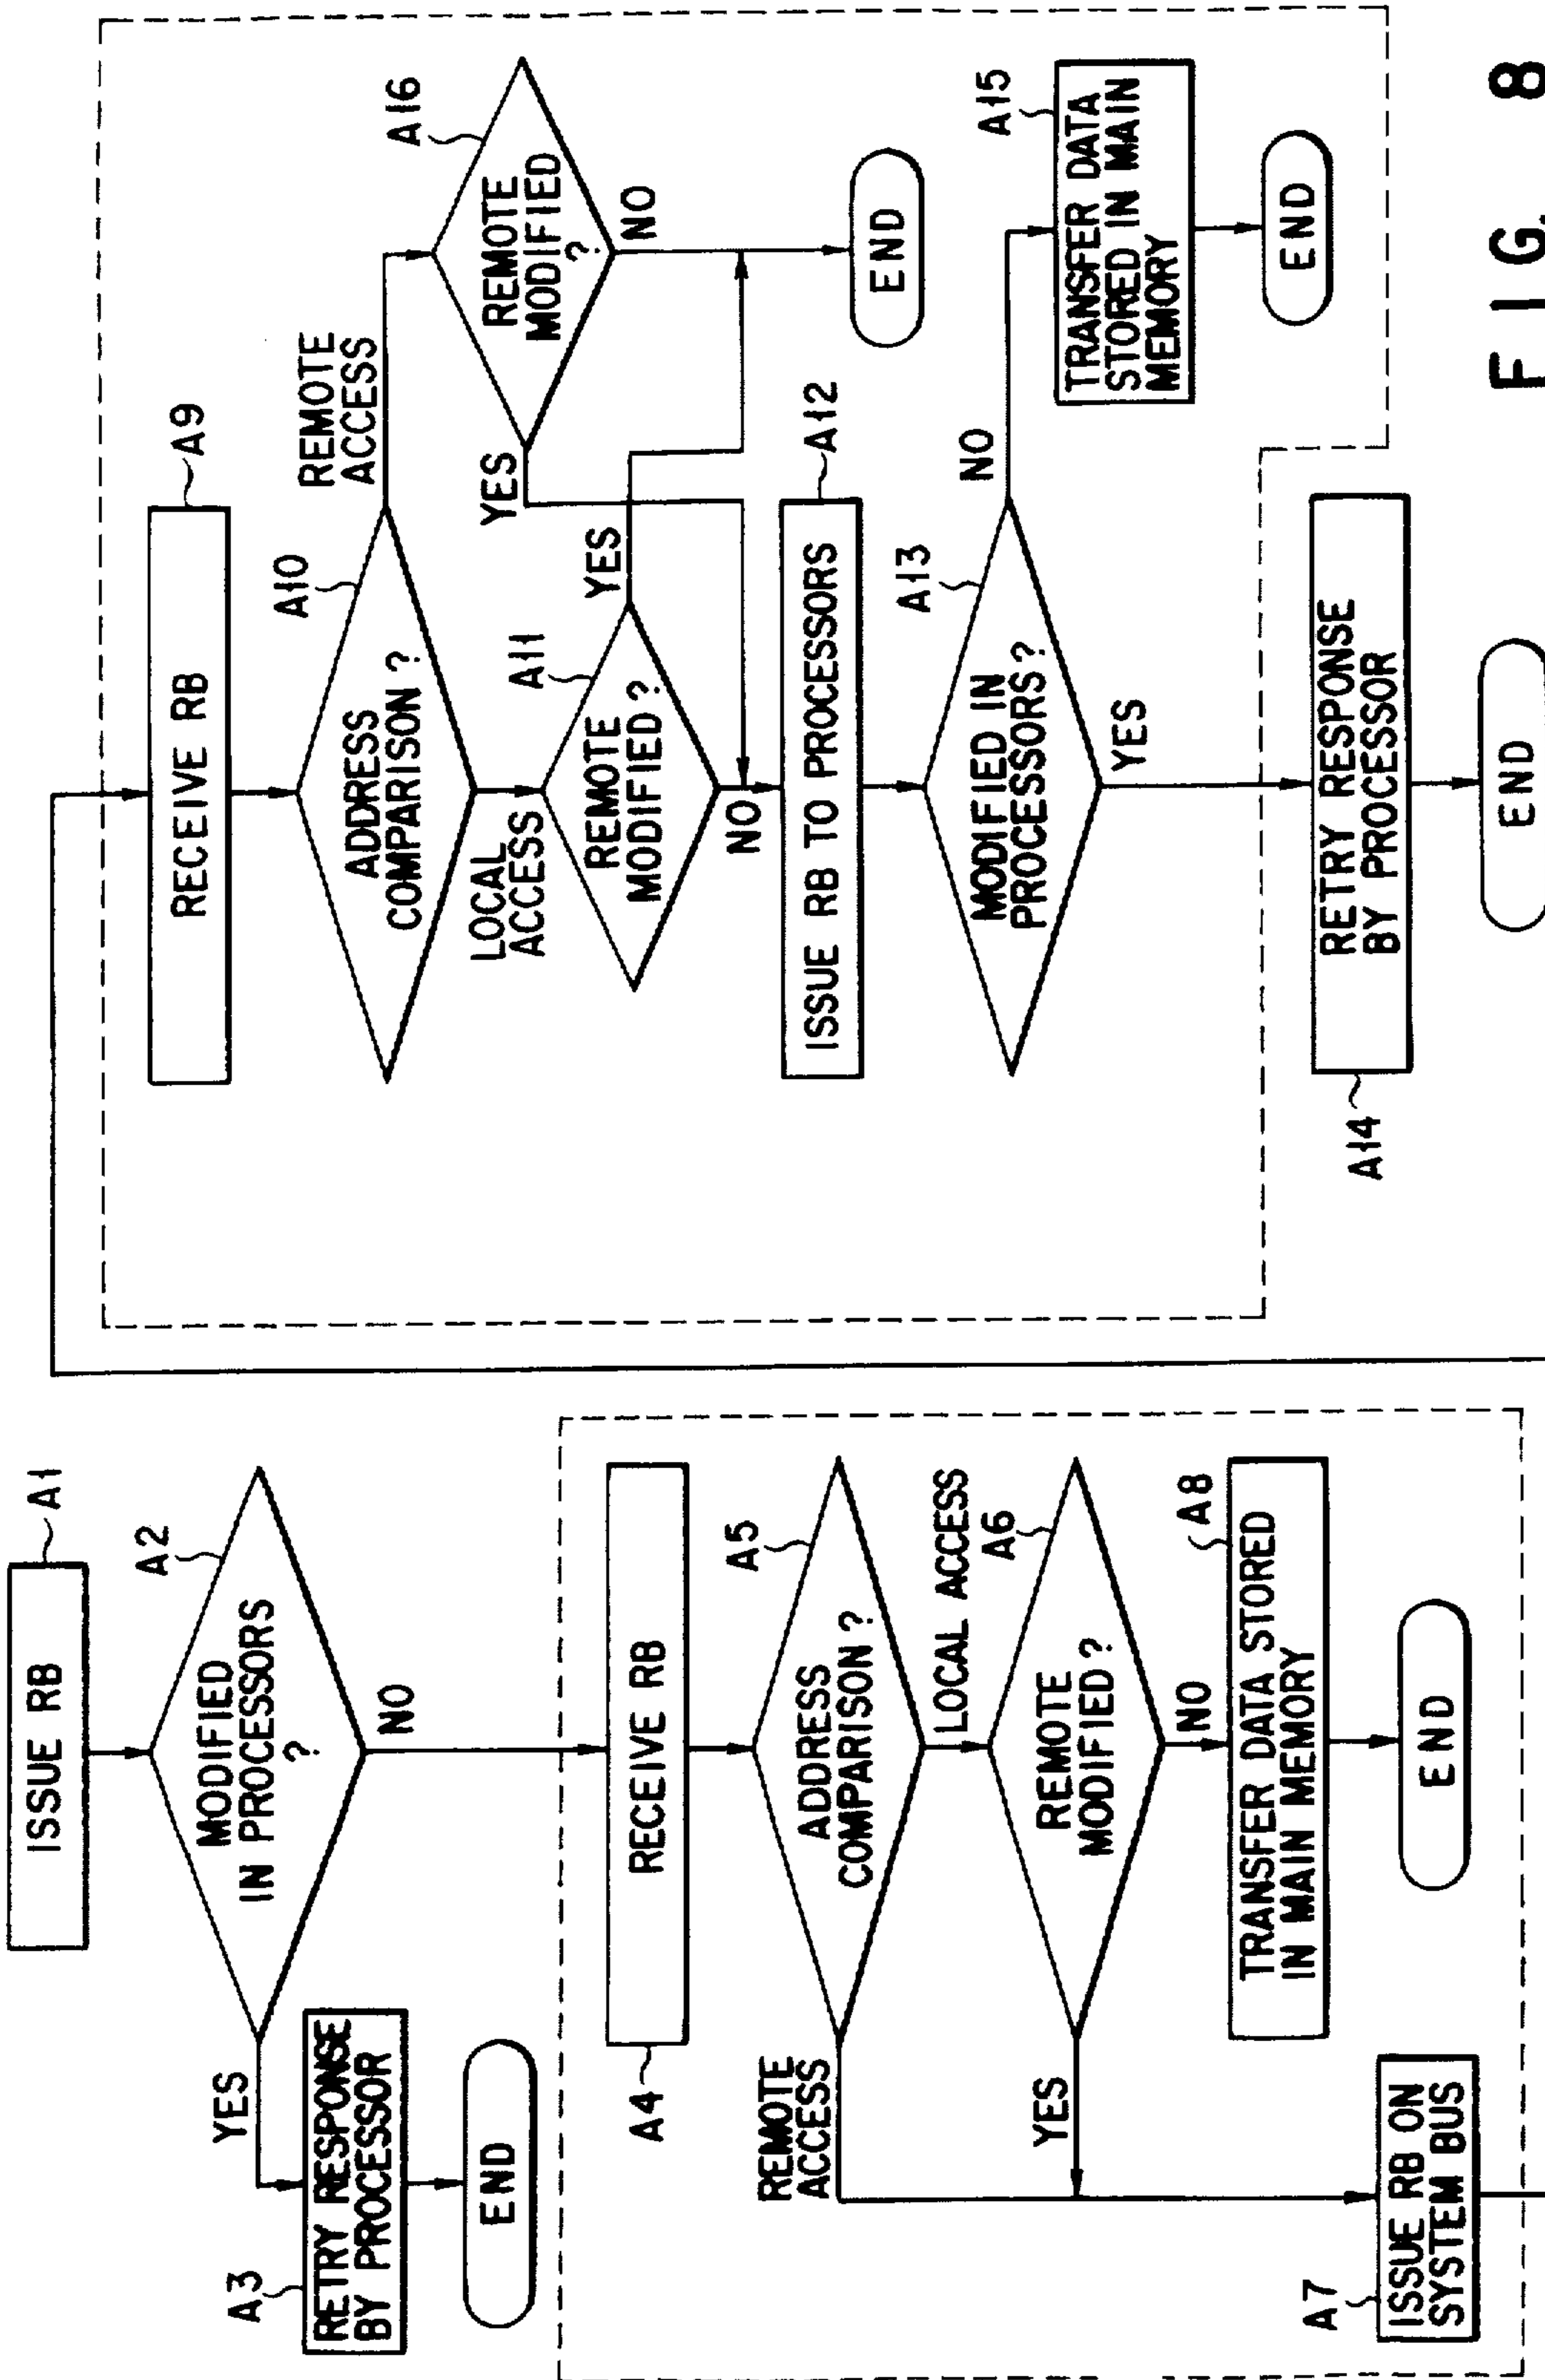 ISSUE RB
A1
A2
MODIFIED
IN PROCESSORS
?
YES
NO
A3
RETRY RESPONSE
BY PROCESSOR
END
RECEIVE RB
A4
A5
ADDRESS
COMPARISON ?
REMOTE
ACCESS
LOCAL ACCESS
A6
REMOTE
MODIFIED ?
YES
NO
A8
TRANSFER DATA STORED
IN MAIN MEMORY
END
A7
ISSUE RB ON
SYSTEM BUS
RECEIVE RB
A9
A10
ADDRESS
COMPARISON ?
REMOTE
ACCESS
LOCAL
ACCESS
A16
REMOTE
MODIFIED
?
YES
NO
END
A11
REMOTE
MODIFIED ?
YES
NO
ISSUE RB TO PROCESSORS
A12
A13
MODIFIED IN
PROCESSORS ?
NO
YES
A15
TRANSFER DATA
STORED IN MAIN
MEMORY
END
A14
RETRY RESPONSE
BY PROCESSOR
END
FIG. 8